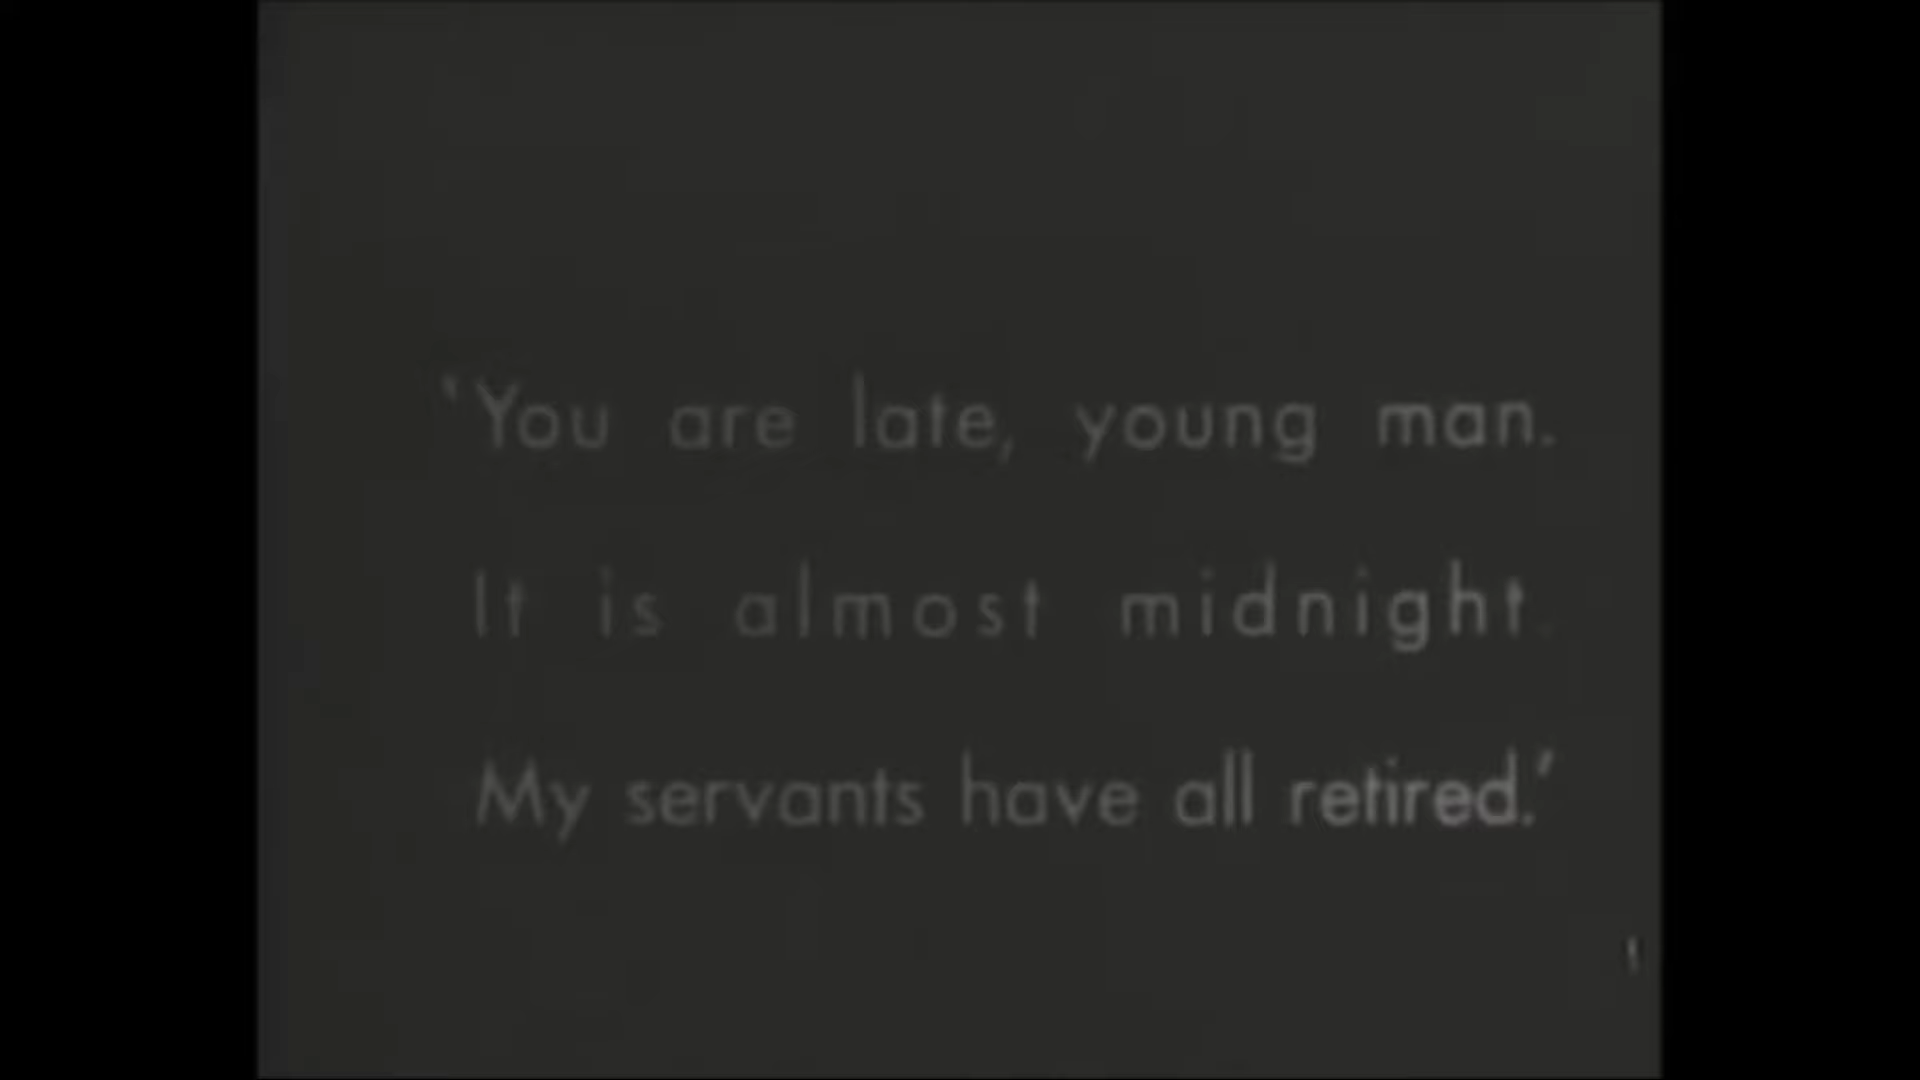 'You are late, young man.
It is almost midnight.
My servants have all retired.'